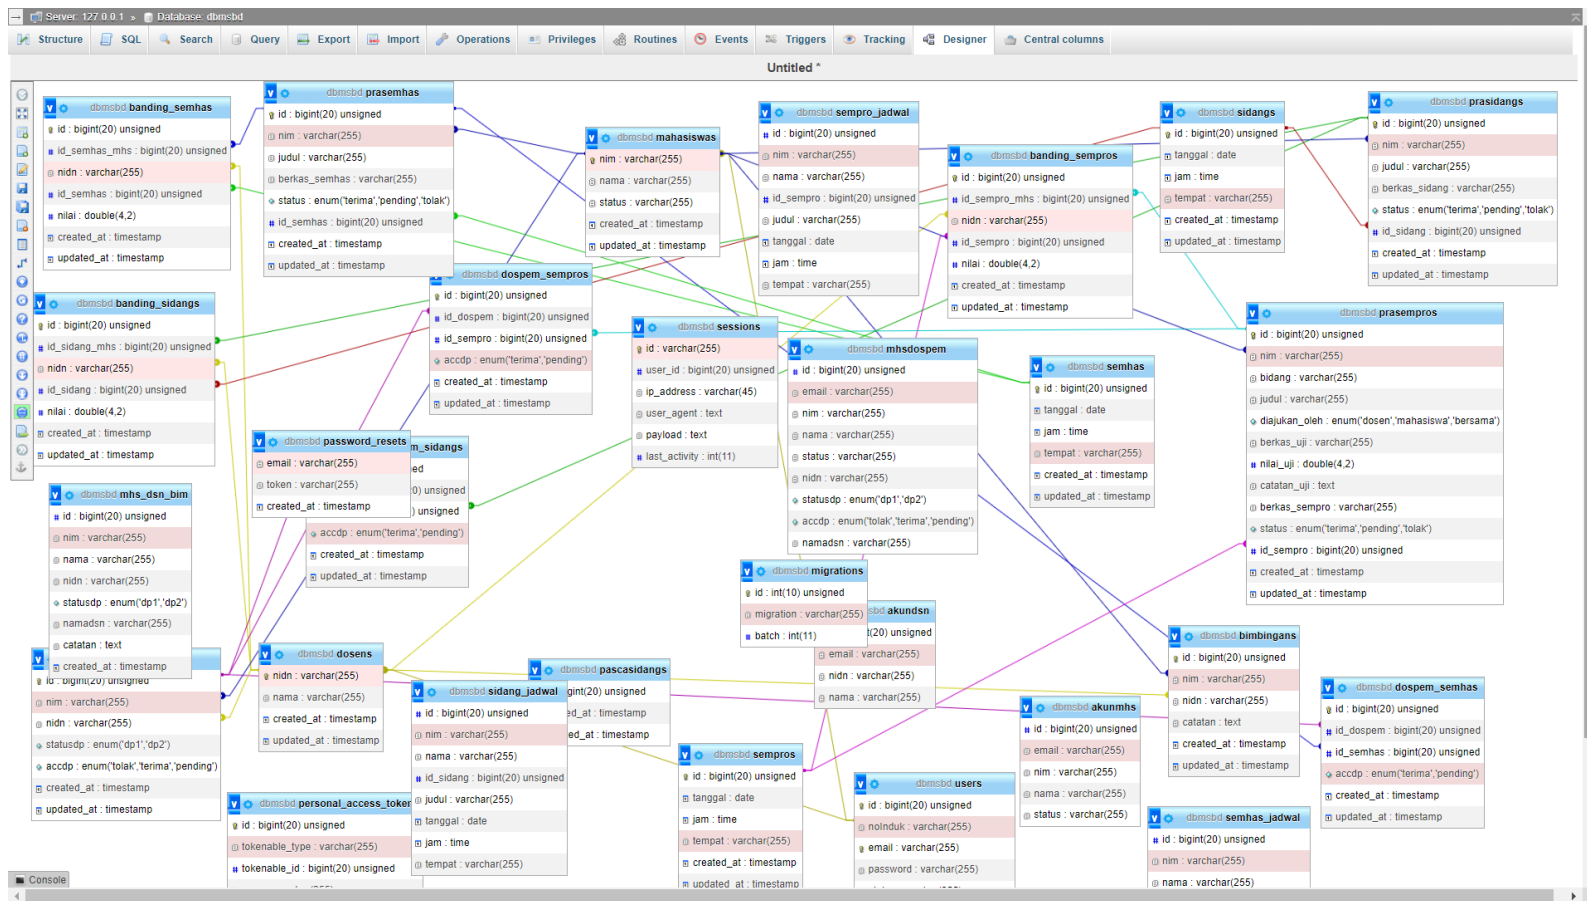 Server: 127.0.0.1 » Database: dbmsbd
Structure SQL Search Query Export Import Operations Privileges Routines Events Triggers Tracking Designer Central columns
Untitled *
dbmsbd banding_semhas
id : bigint(20) unsigned
id_semhas_mhs : bigint(20) unsigned
nidn : varchar(255)
id_semhas : bigint(20) unsigned
nilai : double(4,2)
created_at : timestamp
updated_at : timestamp
dbmsbd prasemhas
id : bigint(20) unsigned
nim : varchar(255)
judul : varchar(255)
berkas_semhas : varchar(255)
status : enum('terima','pending','tolak')
id_semhas : bigint(20) unsigned
created_at : timestamp
updated_at : timestamp
dbmsbd mahasiswas
nim : varchar(255)
nama : varchar(255)
status : varchar(255)
created_at : timestamp
updated_at : timestamp
dbmsbd sempro_jadwal
id : bigint(20) unsigned
nim : varchar(255)
nama : varchar(255)
id_sempro : bigint(20) unsigned
judul : varchar(255)
tanggal : date
jam : time
tempat : varchar(255)
dbmsbd banding_sempros
id : bigint(20) unsigned
id_sempro_mhs : bigint(20) unsigned
nidn : varchar(255)
id_sempro : bigint(20) unsigned
nilai : double(4,2)
created_at : timestamp
updated_at : timestamp
dbmsbd sidangs
id : bigint(20) unsigned
tanggal : date
jam : time
tempat : varchar(255)
created_at : timestamp
updated_at : timestamp
dbmsbd prasidangs
id : bigint(20) unsigned
nim : varchar(255)
judul : varchar(255)
berkas_sidang : varchar(255)
status : enum('terima','pending','tolak')
id_sidang : bigint(20) unsigned
created_at : timestamp
updated_at : timestamp
dbmsbd banding_sidangs
id : bigint(20) unsigned
id_sidang_mhs : bigint(20) unsigned
nidn : varchar(255)
id_sidang : bigint(20) unsigned
nilai : double(4,2)
created_at : timestamp
updated_at : timestamp
dbmsbd dospem_sempros
id : bigint(20) unsigned
id_dospem : bigint(20) unsigned
id_sempro : bigint(20) unsigned
accdp : enum('terima','pending')
created_at : timestamp
updated_at : timestamp
dbmsbd sessions
id : varchar(255)
user_id : bigint(20) unsigned
ip_address : varchar(45)
user_agent : text
payload : text
last_activity : int(11)
dbmsbd mhsdospem
id : bigint(20) unsigned
email : varchar(255)
nim : varchar(255)
nama : varchar(255)
status : varchar(255)
nidn : varchar(255)
statusdp : enum('dp1','dp2')
accdp : enum('tolak','terima','pending')
namadsn : varchar(255)
dbmsbd semhas
id : bigint(20) unsigned
tanggal : date
jam : time
tempat : varchar(255)
created_at : timestamp
updated_at : timestamp
dbmsbd prasempros
id : bigint(20) unsigned
nim : varchar(255)
bidang : varchar(255)
judul : varchar(255)
diajukan_oleh : enum('dosen','mahasiswa','bersama')
berkas_uji : varchar(255)
nilai_uji : double(4,2)
catatan_uji : text
berkas_sempro : varchar(255)
status : enum('terima','pending','tolak')
id_sempro : bigint(20) unsigned
created_at : timestamp
updated_at : timestamp
dbmsbd password_resets
email : varchar(255)
token : varchar(255)
created_at : timestamp
m_sidangs
ed
0) unsigned
) unsigned
accdp : enum('terima','pending')
created_at : timestamp
updated_at : timestamp
dbmsbd mhs_dsn_bim
id : bigint(20) unsigned
nim : varchar(255)
nama : varchar(255)
nidn : varchar(255)
statusdp : enum('dp1','dp2')
namadsn : varchar(255)
catatan : text
created_at : timestamp
id : bigint(20) unsigned
nim : varchar(255)
nidn : varchar(255)
statusdp : enum('dp1','dp2')
accdp : enum('tolak','terima','pending')
created_at : timestamp
updated_at : timestamp
dbmsbd dosens
nidn : varchar(255)
nama : varchar(255)
created_at : timestamp
updated_at : timestamp
dbmsbd migrations
id : int(10) unsigned
migration : varchar(255)
batch : int(11)
sbd akundsn
t(20) unsigned
email : varchar(255)
nidn : varchar(255)
nama : varchar(255)
dbmsbd pascasidangs
gint(20) unsigned
ed_at : timestamp
ted_at : timestamp
dbmsbd sidang_jadwal
id : bigint(20) unsigned
nim : varchar(255)
nama : varchar(255)
id_sidang : bigint(20) unsigned
judul : varchar(255)
tanggal : date
jam : time
tempat : varchar(255)
dbmsbd bimbingans
id : bigint(20) unsigned
nim : varchar(255)
nidn : varchar(255)
catatan : text
created_at : timestamp
updated_at : timestamp
dbmsbd dospem_semhas
id : bigint(20) unsigned
id_dospem : bigint(20) unsigned
id_semhas : bigint(20) unsigned
accdp : enum('terima','pending')
created_at : timestamp
updated_at : timestamp
dbmsbd akunmhs
id : bigint(20) unsigned
email : varchar(255)
nim : varchar(255)
nama : varchar(255)
status : varchar(255)
dbmsbd sempros
id : bigint(20) unsigned
tanggal : date
jam : time
tempat : varchar(255)
created_at : timestamp
updated_at : timestamp
dbmsbd users
id : bigint(20) unsigned
noInduk : varchar(255)
email : varchar(255)
password : varchar(255)
dbmsbd personal_access_token
id : bigint(20) unsigned
tokenable_type : varchar(255)
tokenable_id : bigint(20) unsigned
dbmsbd semhas_jadwal
id : bigint(20) unsigned
nim : varchar(255)
nama : varchar(255)
Console